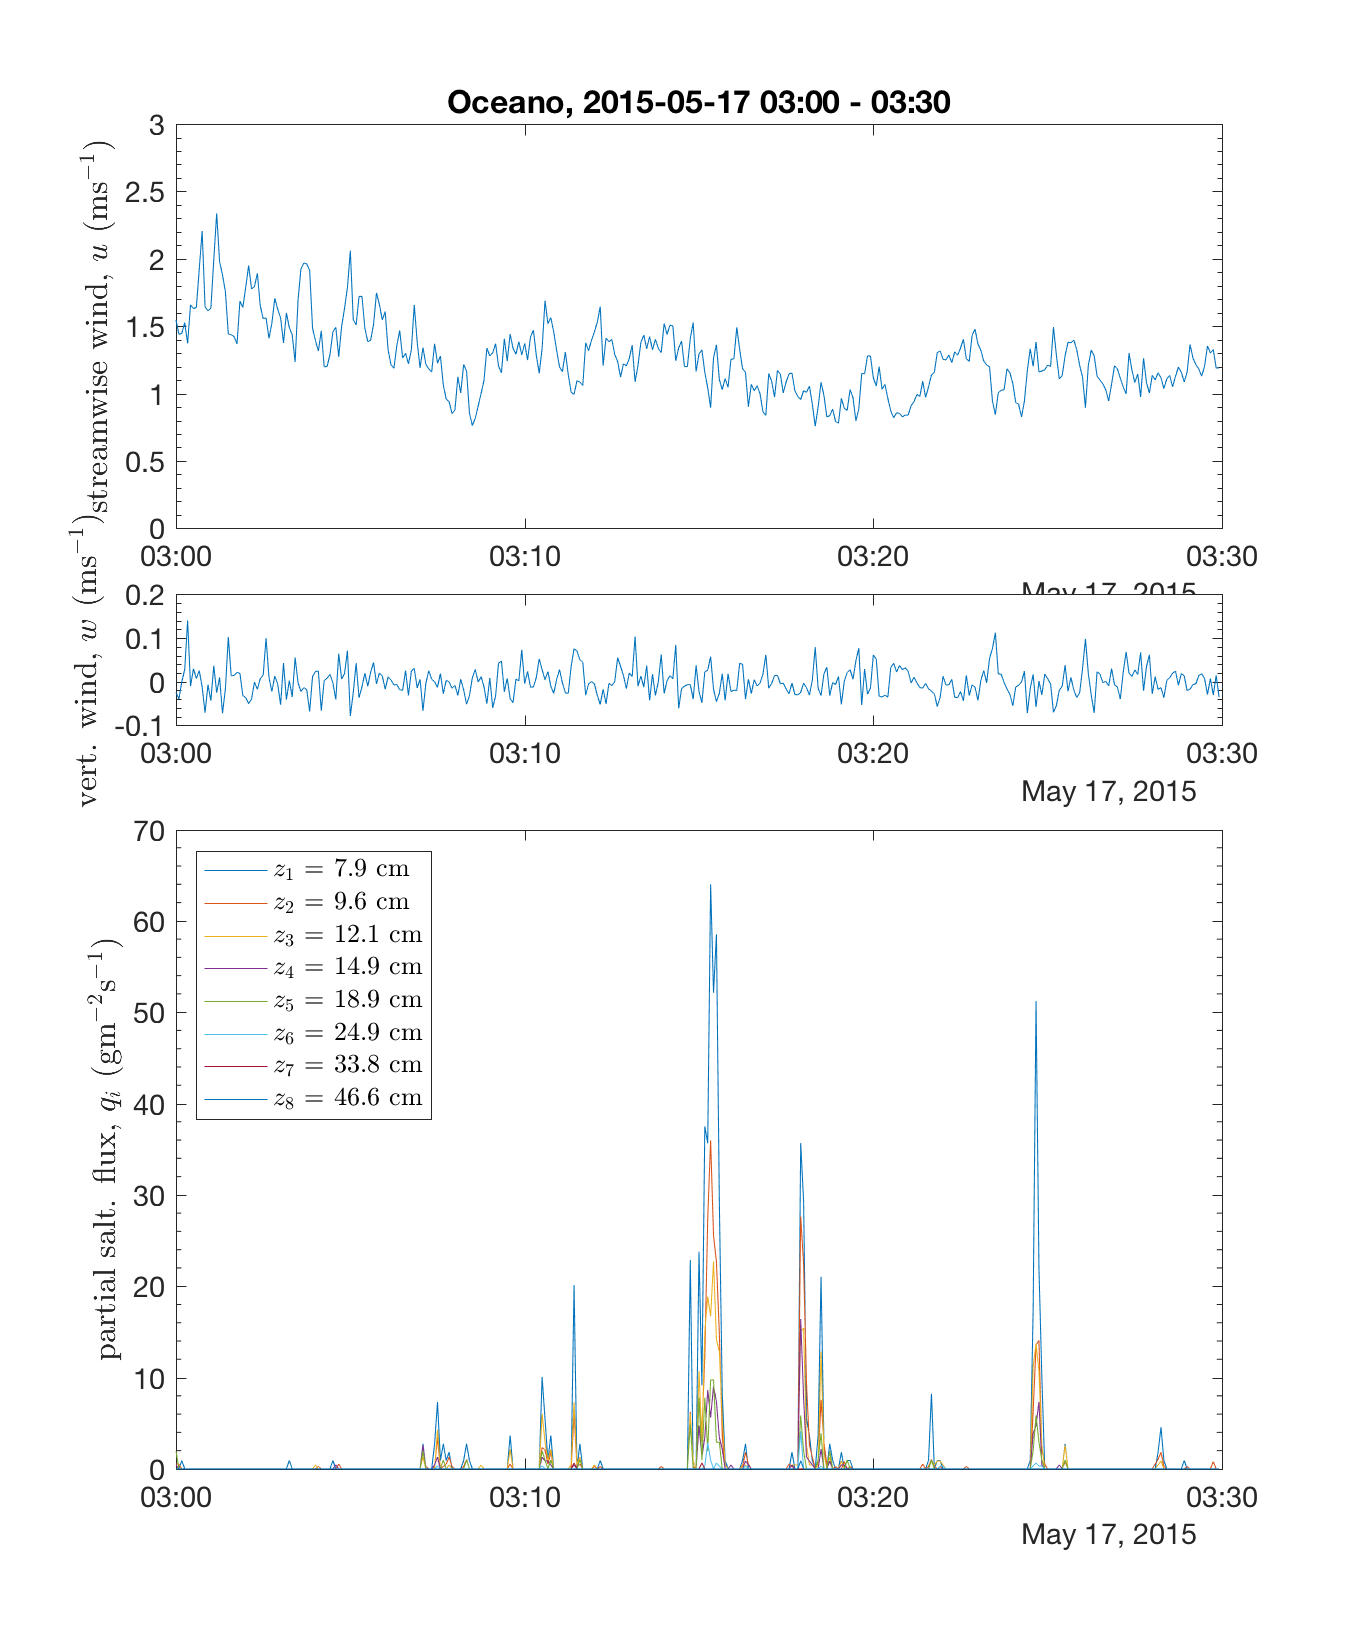 Oceano, 2015-05-17 03:00 - 03:30
streamwise wind, u (ms⁻¹)
3
2.5
2
1.5
1
0.5
0
03:00 03:10 03:20 03:30
May 17, 2015
vert. wind, w (ms⁻¹)
0.2
0.1
0
-0.1
03:00 03:10 03:20 03:30
May 17, 2015
partial salt. flux, qᵢ (gm⁻²s⁻¹)
70
60
50
40
30
20
10
0
z₁ = 7.9 cm
z₂ = 9.6 cm
z₃ = 12.1 cm
z₄ = 14.9 cm
z₅ = 18.9 cm
z₆ = 24.9 cm
z₇ = 33.8 cm
z₈ = 46.6 cm
03:00 03:10 03:20 03:30
May 17, 2015